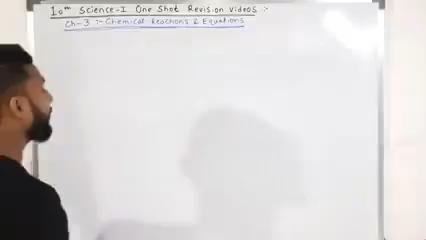 10th Science-I One Shot Revision Videos :-
Ch-3 :- Chemical Reactions & Equations